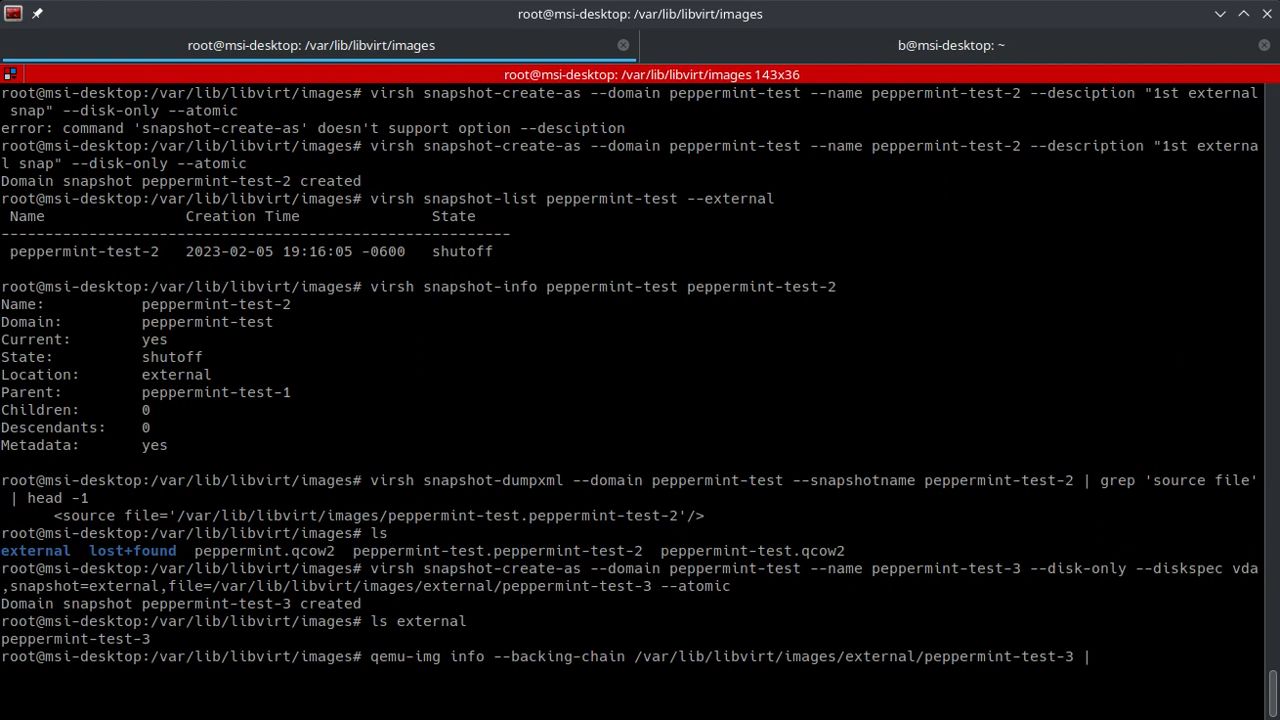 root@msi-desktop: /var/lib/libvirt/images
root@msi-desktop: /var/lib/libvirt/images
b@msi-desktop: ~
root@msi-desktop: /var/lib/libvirt/images 143x36
root@msi-desktop:/var/lib/libvirt/images# virsh snapshot-create-as --domain peppermint-test --name peppermint-test-2 --desciption "1st external
 snap" --disk-only --atomic
error: command 'snapshot-create-as' doesn't support option --desciption
root@msi-desktop:/var/lib/libvirt/images# virsh snapshot-create-as --domain peppermint-test --name peppermint-test-2 --description "1st externa
l snap" --disk-only --atomic
Domain snapshot peppermint-test-2 created
root@msi-desktop:/var/lib/libvirt/images# virsh snapshot-list peppermint-test --external
 Name                Creation Time               State
----------------------------------------------------------
 peppermint-test-2   2023-02-05 19:16:05 -0600   shutoff
root@msi-desktop:/var/lib/libvirt/images# virsh snapshot-info peppermint-test peppermint-test-2
Name:           peppermint-test-2
Domain:         peppermint-test
Current:        yes
State:          shutoff
Location:       external
Parent:         peppermint-test-1
Children:       0
Descendants:    0
Metadata:       yes
root@msi-desktop:/var/lib/libvirt/images# virsh snapshot-dumpxml --domain peppermint-test --snapshotname peppermint-test-2 | grep 'source file'
 | head -1
      <source file='/var/lib/libvirt/images/peppermint-test.peppermint-test-2'/>
root@msi-desktop:/var/lib/libvirt/images# ls
external  lost+found  peppermint.qcow2  peppermint-test.peppermint-test-2  peppermint-test.qcow2
root@msi-desktop:/var/lib/libvirt/images# virsh snapshot-create-as --domain peppermint-test --name peppermint-test-3 --disk-only --diskspec vda
,snapshot=external,file=/var/lib/libvirt/images/external/peppermint-test-3 --atomic
Domain snapshot peppermint-test-3 created
root@msi-desktop:/var/lib/libvirt/images# ls external
peppermint-test-3
root@msi-desktop:/var/lib/libvirt/images# qemu-img info --backing-chain /var/lib/libvirt/images/external/peppermint-test-3 |